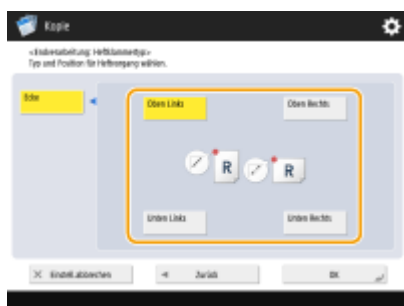 Kopie
<Endbearbeitung: Heftklammertyp>
Typ und Position für Heftvorgang wählen.
Ecke
Oben Links
Oben Rechts
R
R
Unten Links
Unten Rechts
Einstell. abbrechen
Zurück
OK